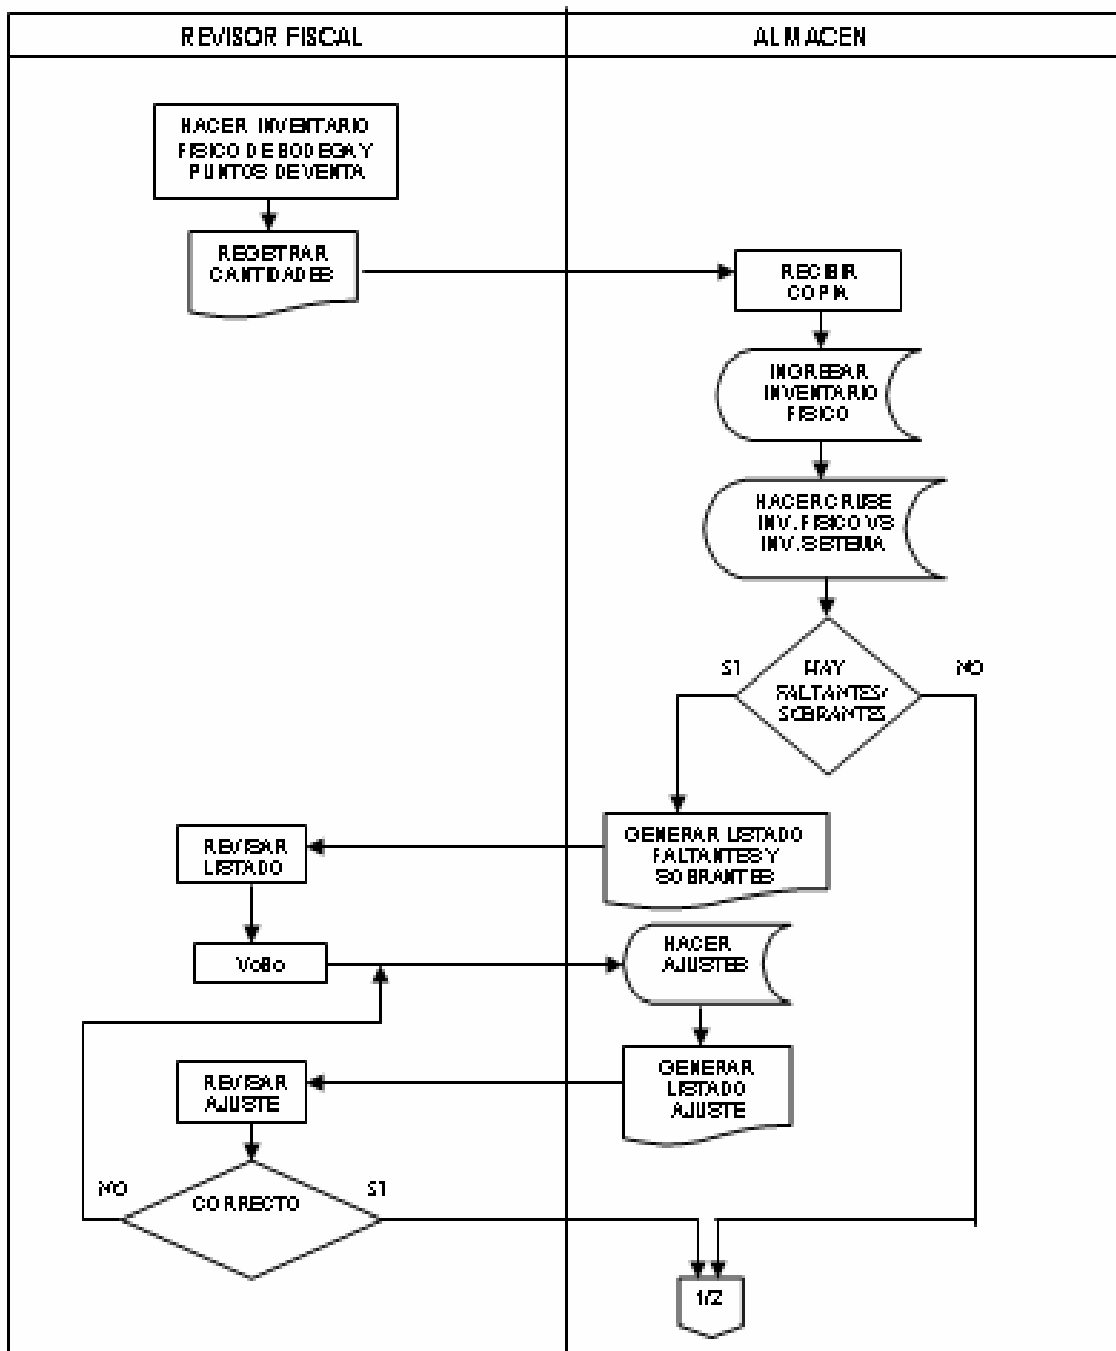 REVISOR FISCAL
ALMACEN
HACER INVENTARIO
FISICO DE BODEGA Y
PUNTOS DE VENTA
REGISTRAR
CANTIDADES
RECIBIR
COPIA
INGRESAR
INVENTARIO
FISICO
HACER CRUSE
INV. FISICO VS
INV. SISTEMA
SI
HAY
FALTANTES/
SOBRANTES
NO
GENERAR LISTADO
FALTANTES Y
SOBRANTES
REVISAR
LISTADO
VoBo
HACER
AJUSTES
GENERAR
LISTADO
AJUSTE
REVISAR
AJUSTE
NO
CORRECTO
SI
1/2